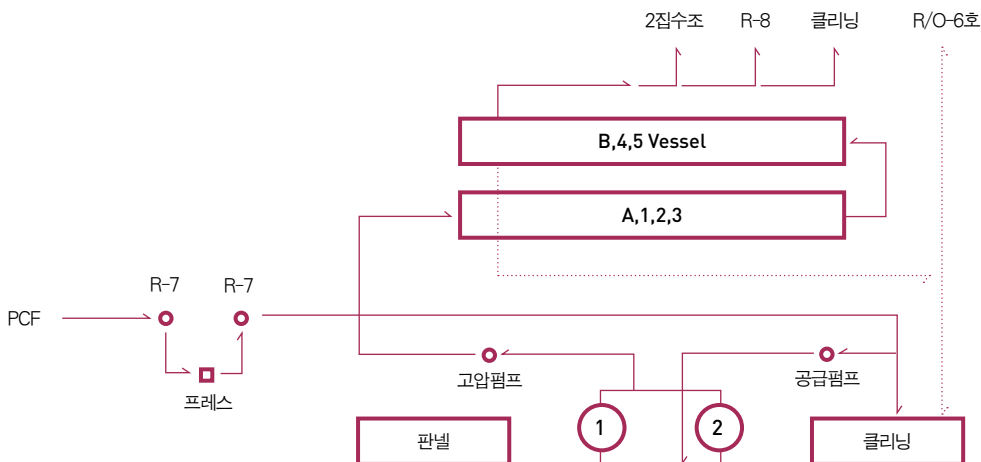 2집수조 R-8 클리닝 R/O-6호
B,4,5 Vessel
A,1,2,3
R-7 R-7
PCF
고압펌프 공급펌프
프레스
판넬 1 2 클리닝